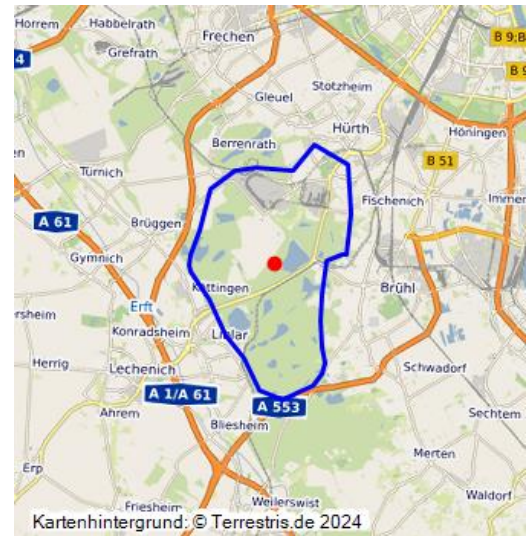 Horrem
Habbelrath
Grefrath
Frechen
B 9;B
B 9
4
Stotzheim
Gleuel
Hürth
Höningen
Berrenrath
B 51
Türnich
Fischenich
Imme
A 61
Brüggen
Gymnich
Kottingen
Brühl
Erft
Konradsheim
Liblar
Herrig
Lechenich
Schwadorf
A 1/A 61
A 553
Ahrem
Sechtem
Bliesheim
Erp
Merten
Waldorf
Weilerswist
Friesheim
Kartenhintergrund: © Terrestris.de 2024